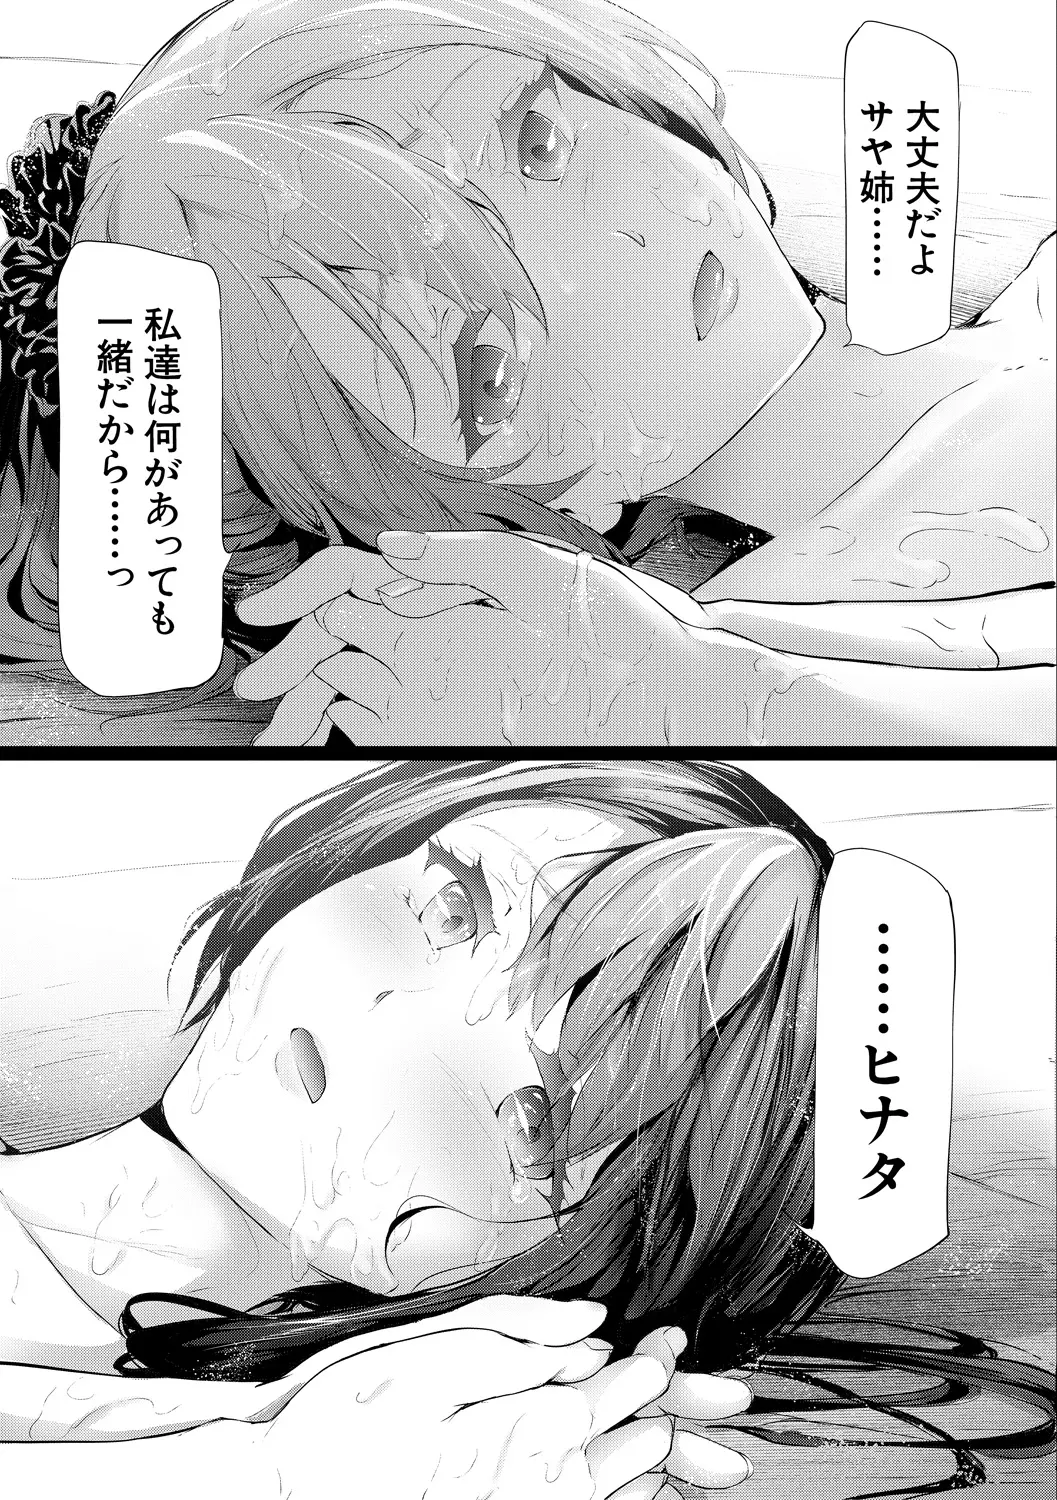 大丈夫だよ
サヤ姉……
私達は何があっても
一緒だから……っ
……ヒナタ